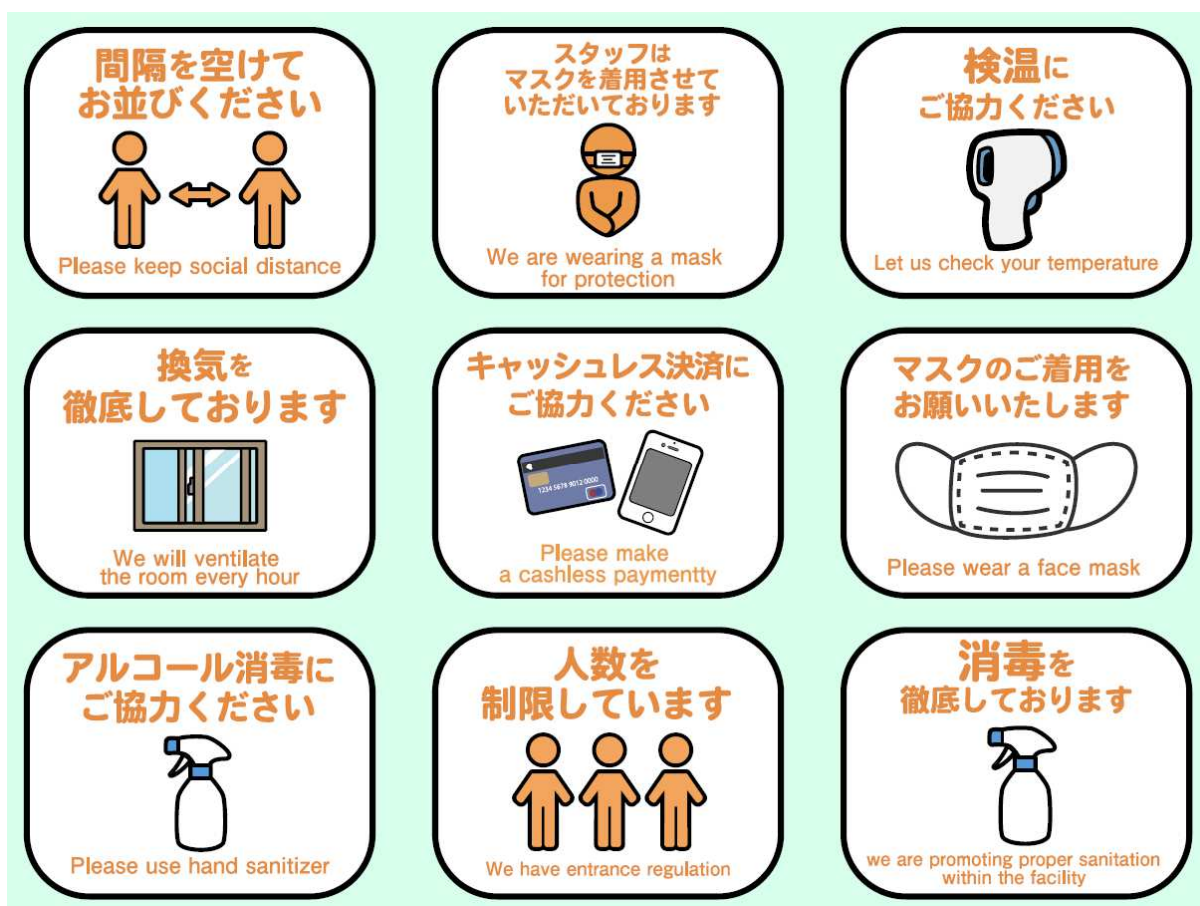 間隔を空けて
お並びください
Please keep social distance
スタッフは
マスクを着用させて
いただいております
We are wearing a mask
for protection
検温に
ご協力ください
Let us check your temperature
換気を
徹底しております
We will ventilate
the room every hour
キャッシュレス決済に
ご協力ください
1234 5678 9012 0000
Please make
a cashless paymentty
マスクのご着用を
お願いいたします
Please wear a face mask
アルコール消毒に
ご協力ください
Please use hand sanitizer
人数を
制限しています
We have entrance regulation
消毒を
徹底しております
we are promoting proper sanitation
within the facility